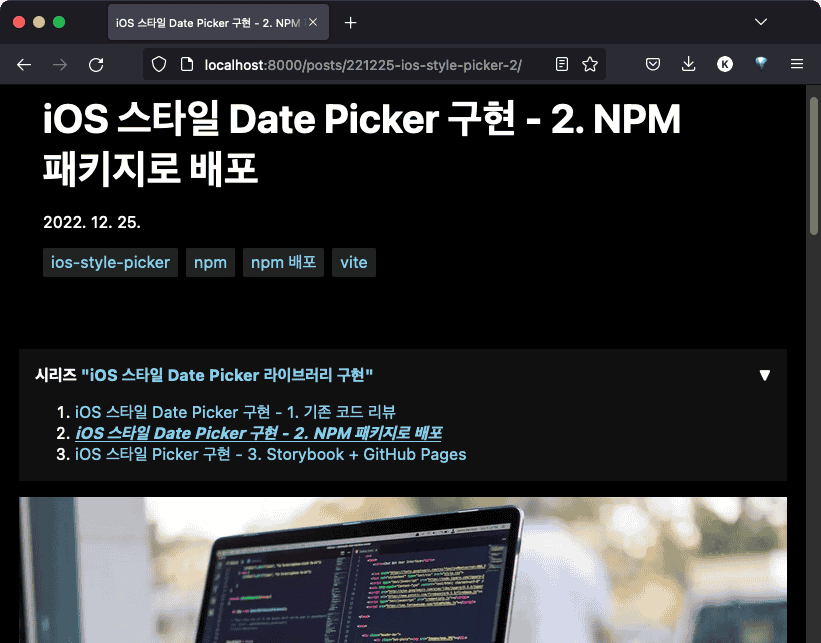 iOS 스타일 Date Picker 구현 - 2. NPM
localhost:8000/posts/221225-ios-style-picker-2/
K
iOS 스타일 Date Picker 구현 - 2. NPM
패키지로 배포
2022. 12. 25.
ios-style-picker npm npm 배포 vite
시리즈 "iOS 스타일 Date Picker 라이브러리 구현" ▼
1. iOS 스타일 Date Picker 구현 - 1. 기존 코드 리뷰
2. iOS 스타일 Date Picker 구현 - 2. NPM 패키지로 배포
3. iOS 스타일 Picker 구현 - 3. Storybook + GitHub Pages